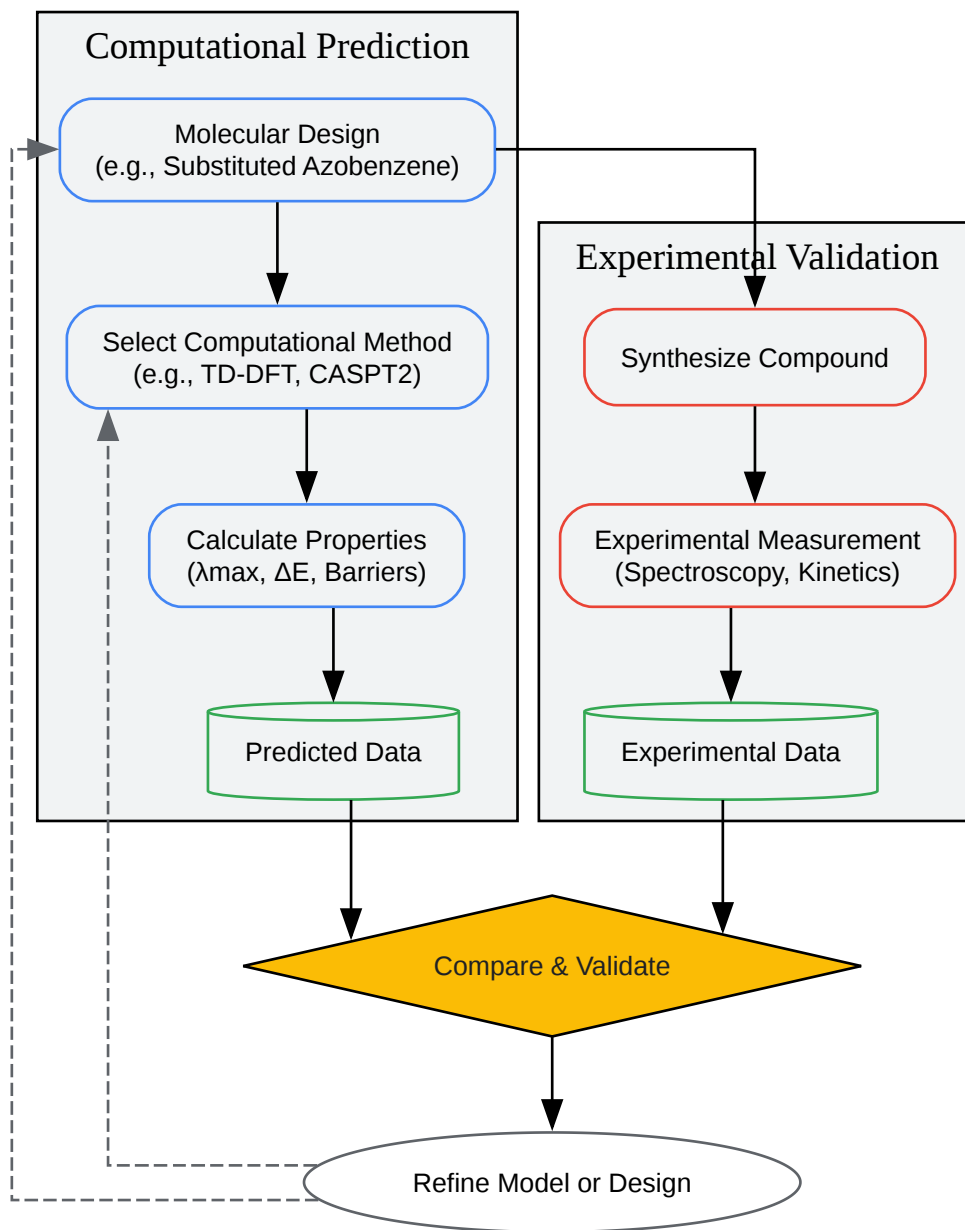 Computational Prediction
Molecular Design
(e.g., Substituted Azobenzene)
Select Computational Method
(e.g., TD-DFT, CASPT2)
Calculate Properties
(λmax, ΔE, Barriers)
Predicted Data
Experimental Validation
Synthesize Compound
Experimental Measurement
(Spectroscopy, Kinetics)
Experimental Data
Compare & Validate
Refine Model or Design